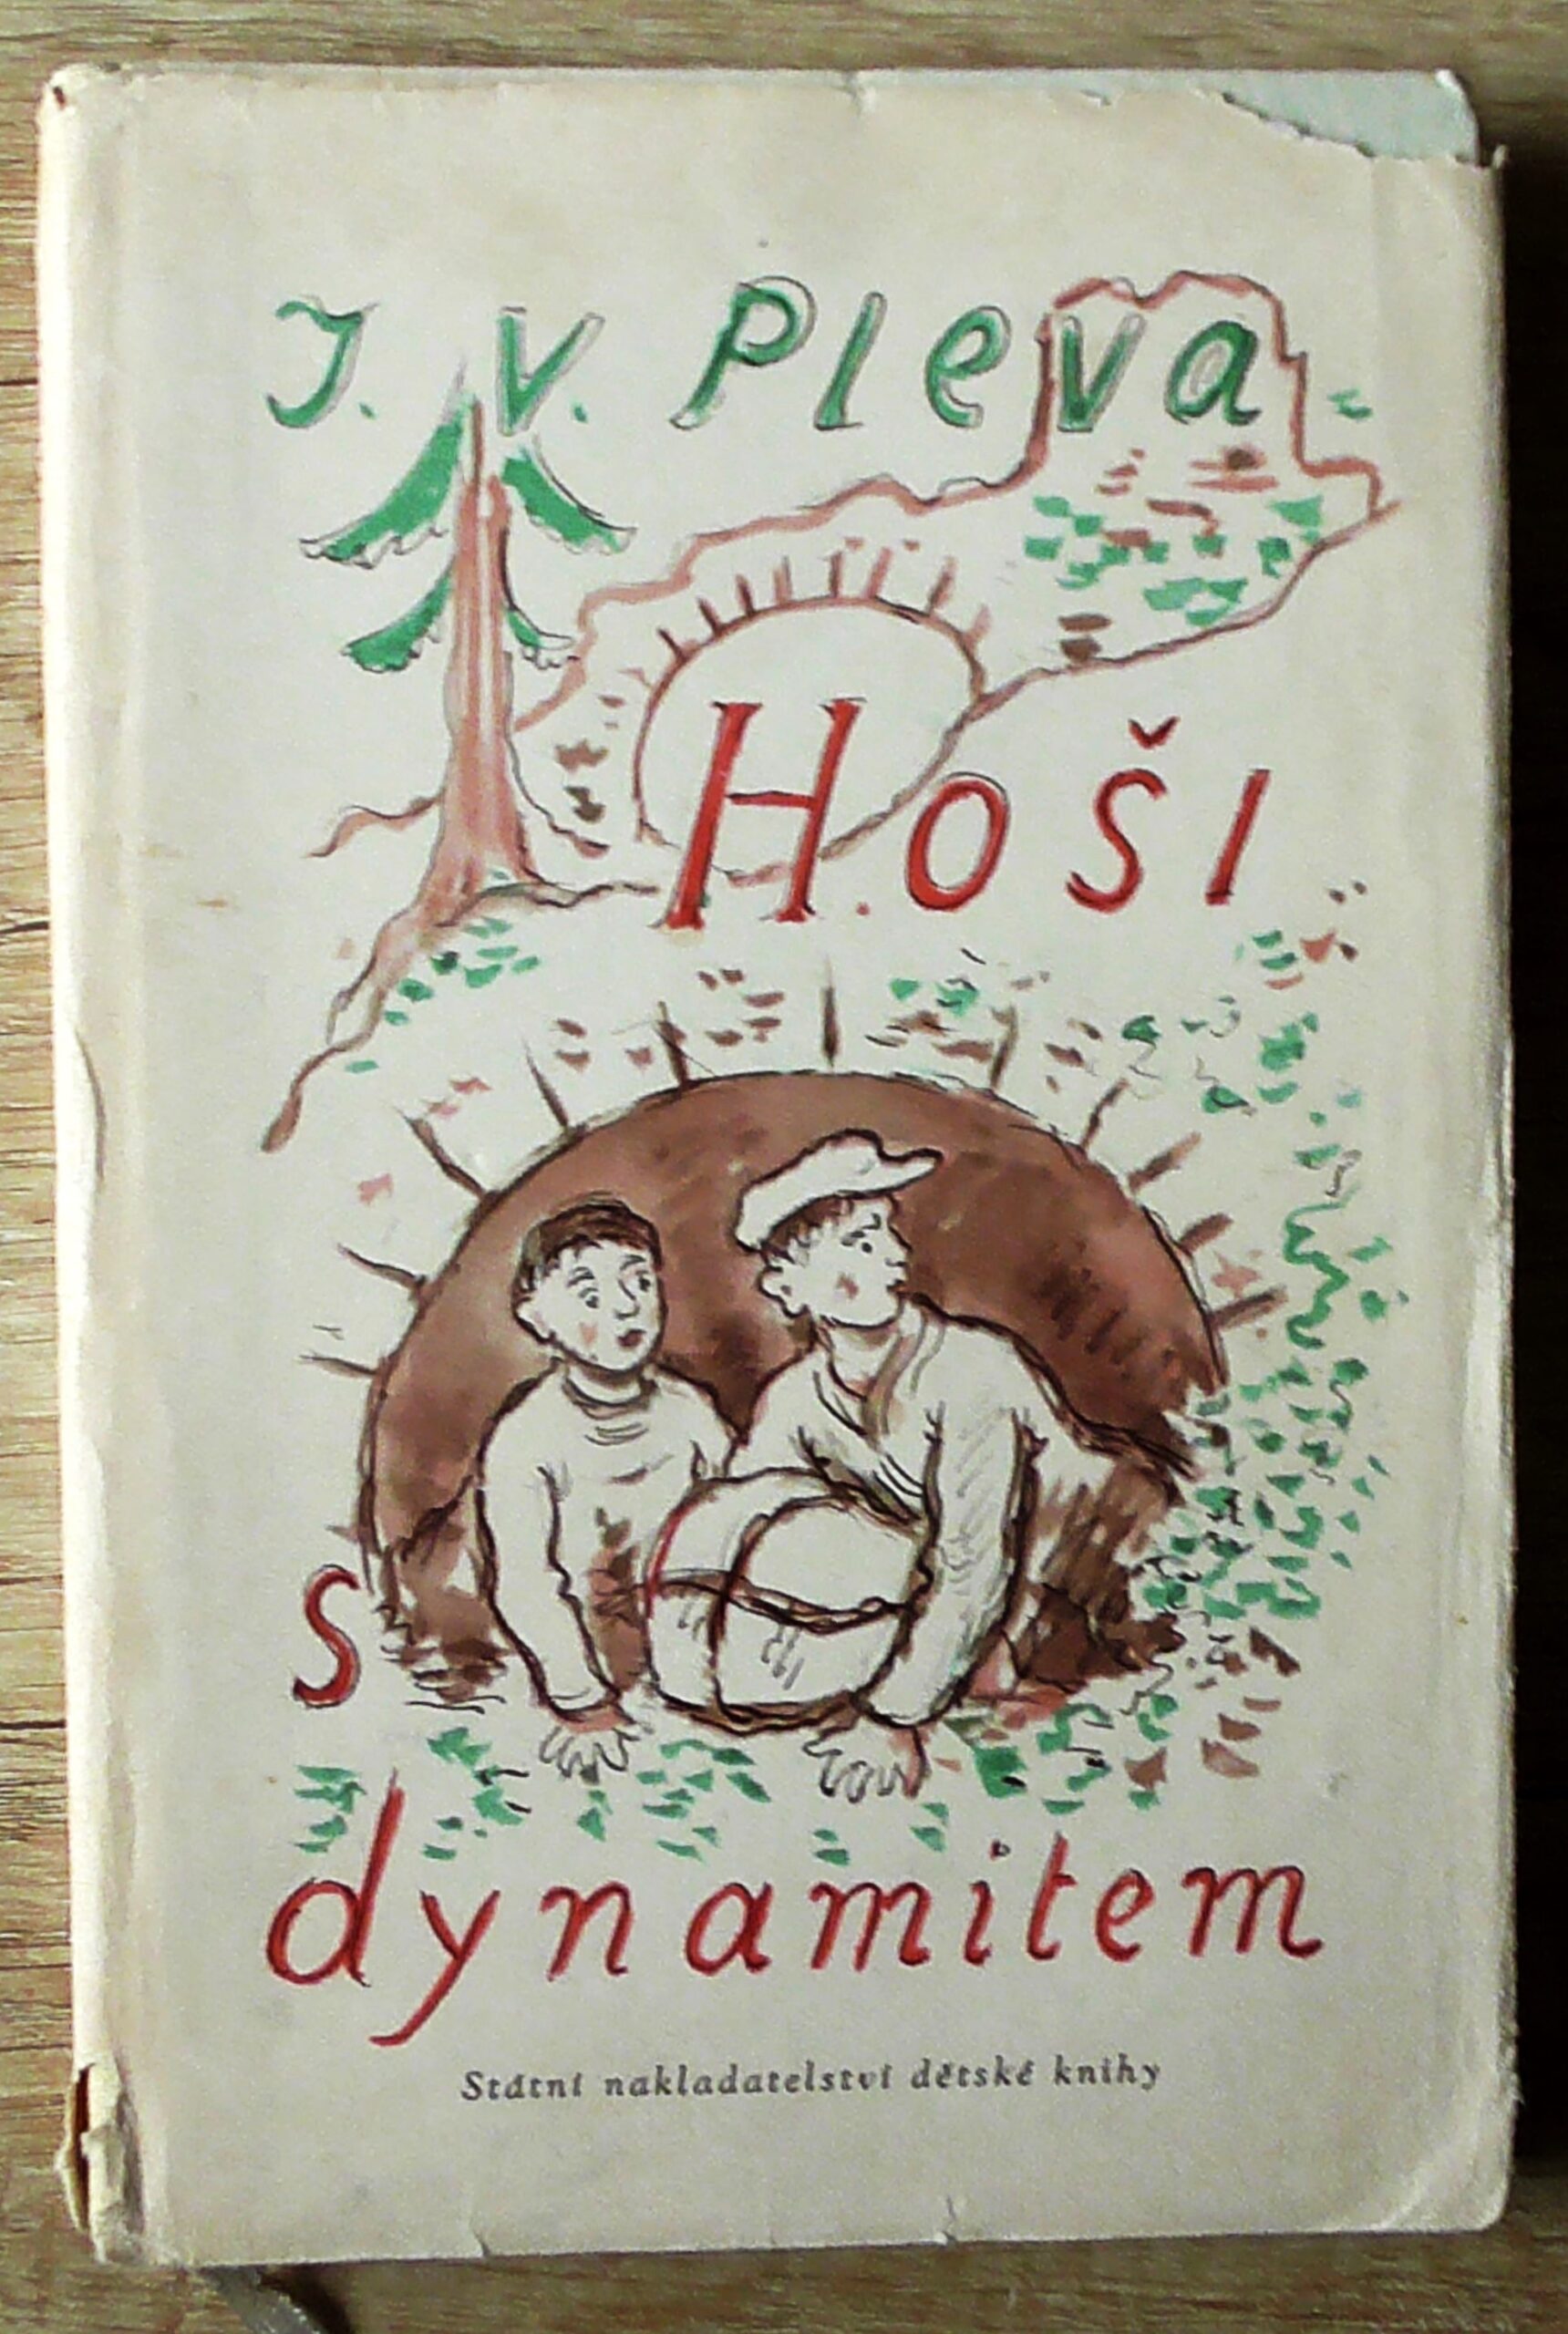 J. V. Pleva
Hoši
s
dynamitem
Státní nakladatelství dětské knihy